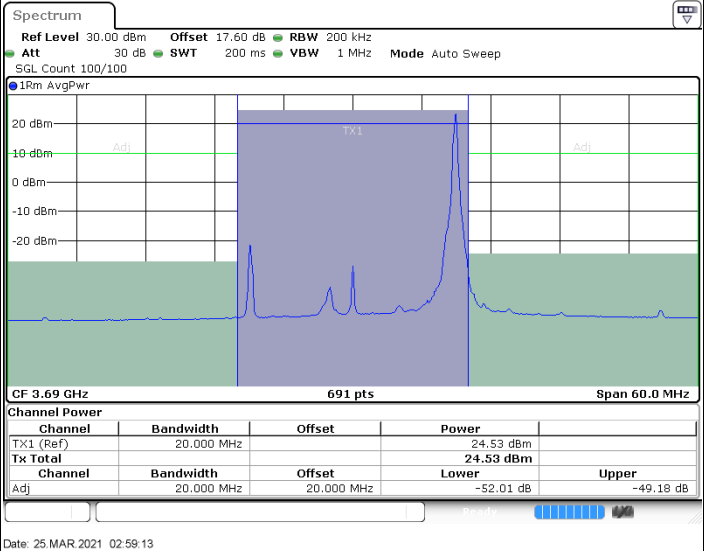 Spectrum
Ref Level 30.00 dBm Offset 17.60 dB RBW 200 kHz
Att 30 dB SWT 200 ms VBW 1 MHz Mode Auto Sweep
SGL Count 100/100
1Rm AvgPwr
20 dBm
TX1
Adj Adj
10 dBm
0 dBm
-10 dBm
-20 dBm
CF 3.69 GHz 691 pts Span 60.0 MHz
Channel Power
Channel Bandwidth Offset Power
TX1 (Ref) 20.000 MHz 24.53 dBm
Tx Total 24.53 dBm
Channel Bandwidth Offset Lower Upper
Adj 20.000 MHz 20.000 MHz -52.01 dB -49.18 dB
Ready
Date: 25.MAR.2021 02:59:13